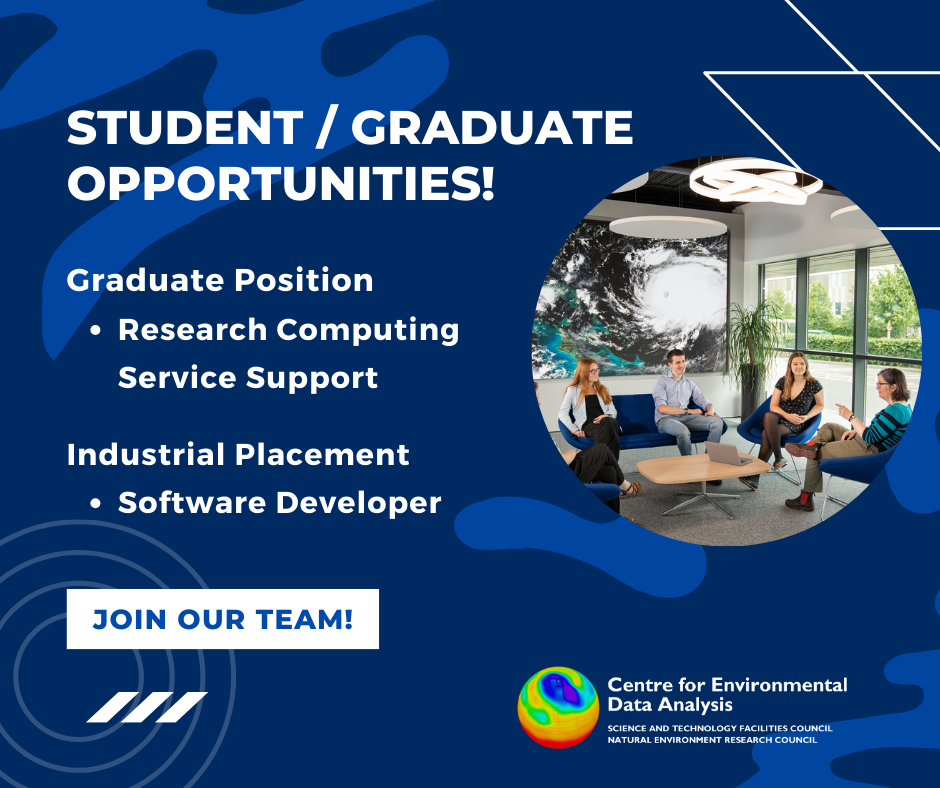 STUDENT / GRADUATE
OPPORTUNITIES!
Graduate Position
• Research Computing
Service Support
Industrial Placement
• Software Developer
JOIN OUR TEAM!
Centre for Environmental
Data Analysis
SCIENCE AND TECHNOLOGY FACILITIES COUNCIL
NATURAL ENVIRONMENT RESEARCH COUNCIL